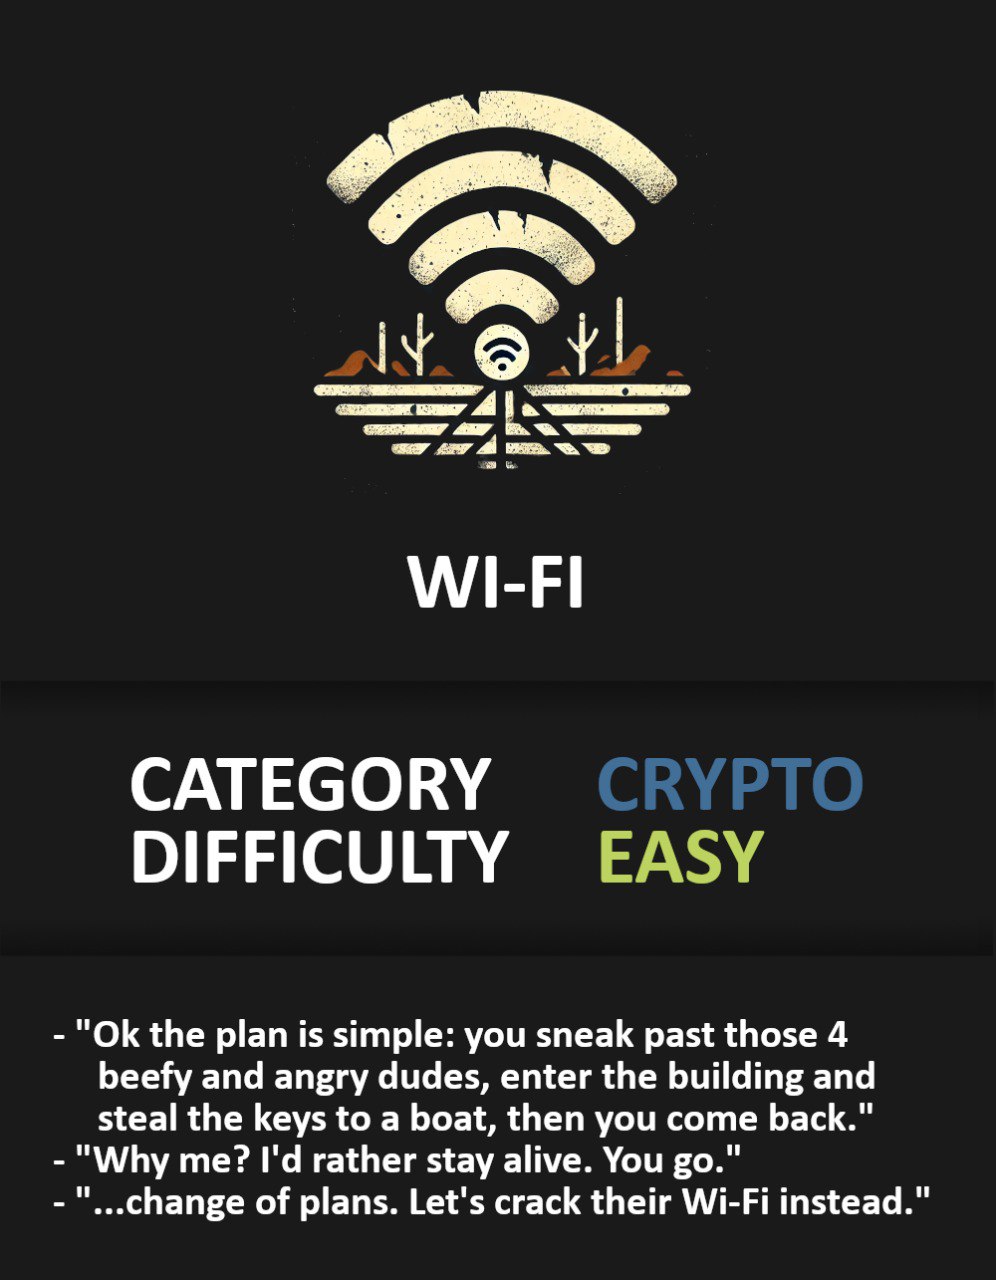 WI-FI
CATEGORY CRYPTO
DIFFICULTY EASY
- "Ok the plan is simple: you sneak past those 4
beefy and angry dudes, enter the building and
steal the keys to a boat, then you come back."
- "Why me? I'd rather stay alive. You go."
- "...change of plans. Let's crack their Wi-Fi instead."